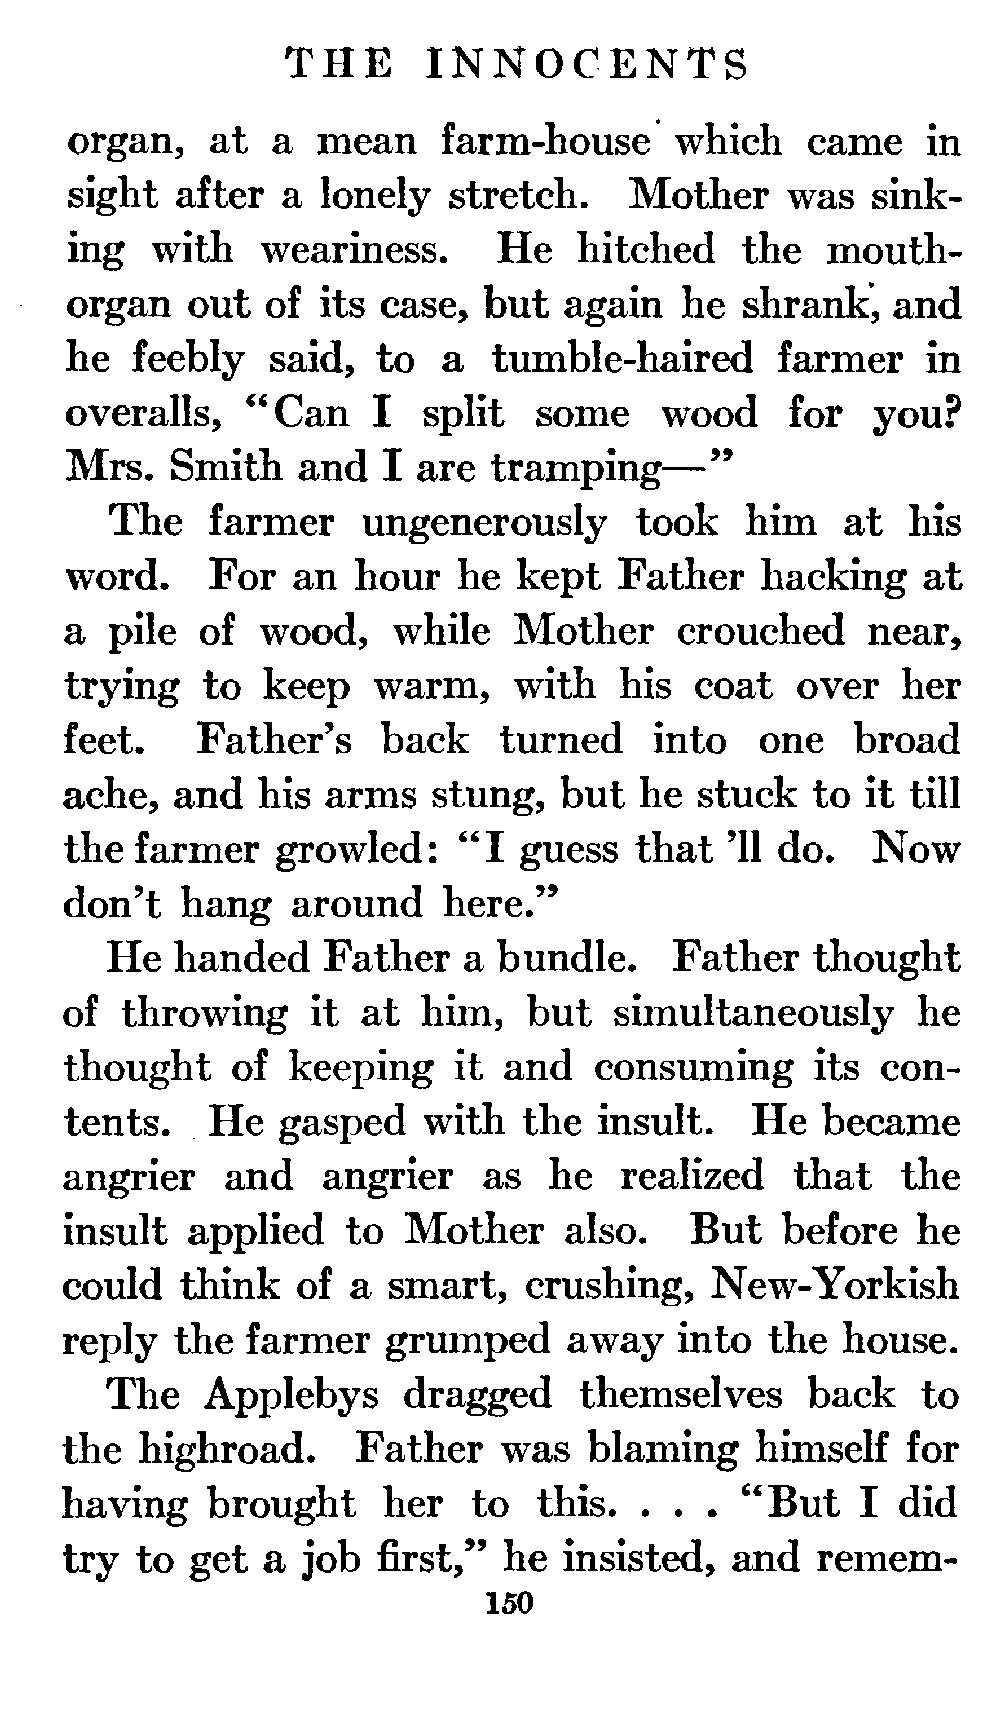 THE INNOCENTS
organ, at a mean farm-house which came in
sight after a lonely stretch. Mother was sink-
ing with weariness. He hitched the mouth-
organ out of its case, but again he shrank, and
he feebly said, to a tumble-haired farmer in
overalls, “Can I split some wood for you?
Mrs. Smith and I are tramping—”
The farmer ungenerously took him at his
word. For an hour he kept Father hacking at
a pile of wood, while Mother crouched near,
trying to keep warm, with his coat over her
feet. Father’s back turned into one broad
ache, and his arms stung, but he stuck to it till
the farmer growled: “I guess that ’ll do. Now
don’t hang around here.”
He handed Father a bundle. Father thought
of throwing it at him, but simultaneously he
thought of keeping it and consuming its con-
tents. He gasped with the insult. He became
angrier and angrier as he realized that the
insult applied to Mother also. But before he
could think of a smart, crushing, New-Yorkish
reply the farmer grumped away into the house.
The Applebys dragged themselves back to
the highroad. Father was blaming himself for
having brought her to this. . . . “But I did
try to get a job first,” he insisted, and remem-
150